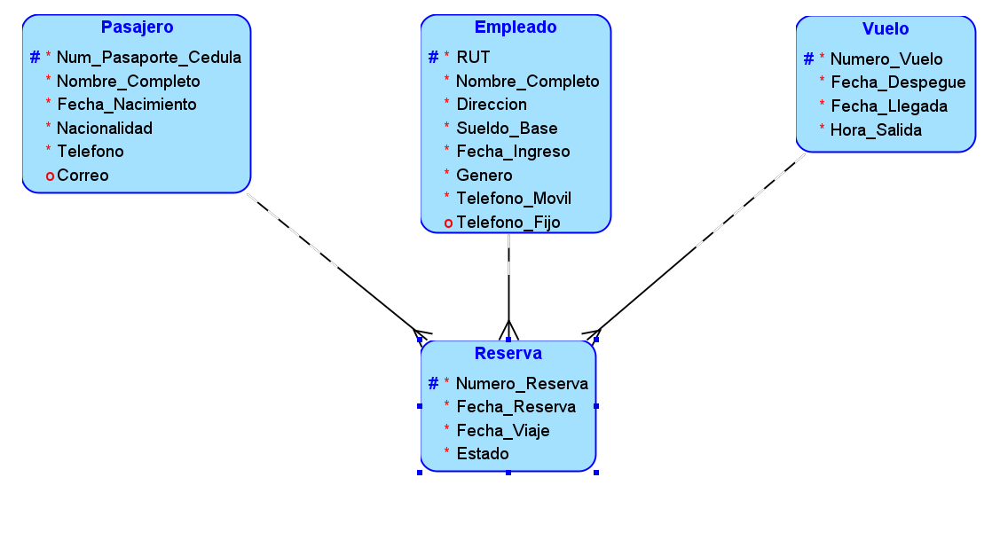 Pasajero
# * Num_Pasaporte_Cedula
* Nombre_Completo
* Fecha_Nacimiento
* Nacionalidad
* Telefono
o Correo
Empleado
# * RUT
* Nombre_Completo
* Direccion
* Sueldo_Base
* Fecha_Ingreso
* Genero
* Telefono_Movil
o Telefono_Fijo
Vuelo
# * Numero_Vuelo
* Fecha_Despegue
* Fecha_Llegada
* Hora_Salida
Reserva
# * Numero_Reserva
* Fecha_Reserva
* Fecha_Viaje
* Estado